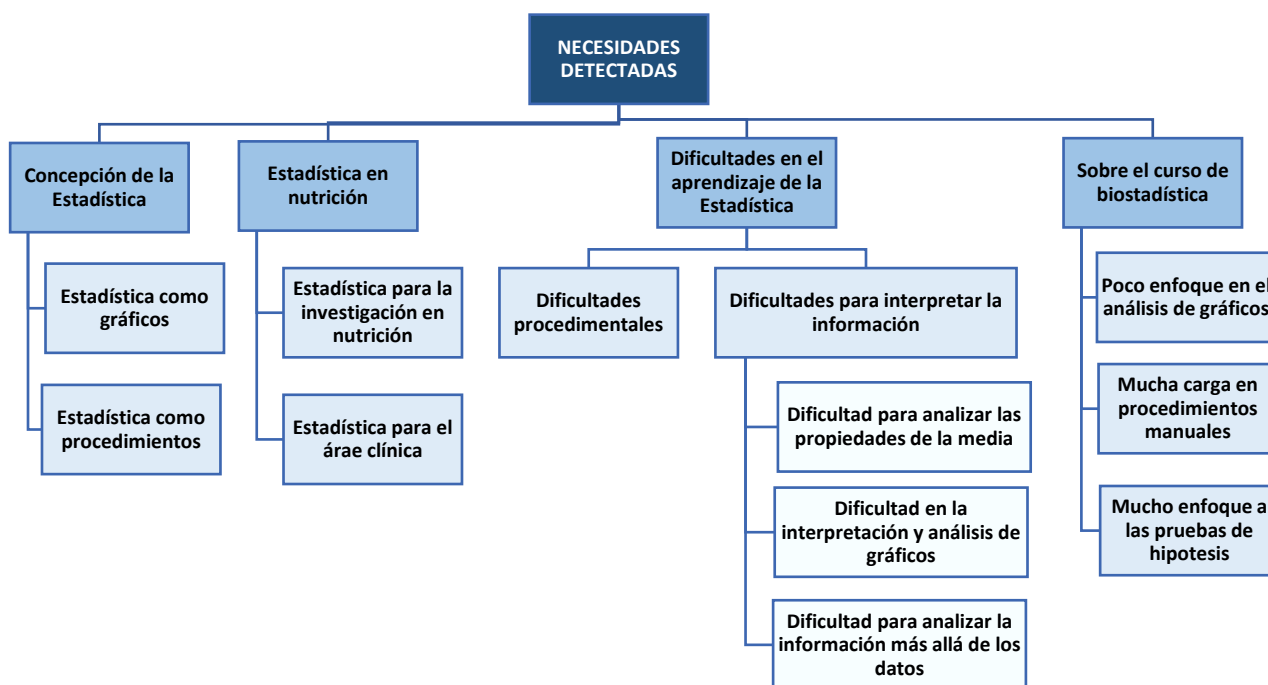 NECESIDADES
DETECTADAS
Concepción de la
Estadística
Estadística como
gráficos
Estadística como
procedimientos
Estadística en
nutrición
Estadística para la
investigación en
nutrición
Estadística para el
árae clínica
Dificultades en el
aprendizaje de la
Estadística
Dificultades
procedimentales
Dificultades para interpretar la
información
Dificultad para analizar las
propiedades de la media
Dificultad en la
interpretación y análisis de
gráficos
Dificultad para analizar la
información más allá de los
datos
Sobre el curso de
biostadística
Poco enfoque en el
análisis de gráficos
Mucha carga en
procedimientos
manuales
Mucho enfoque a
las pruebas de
hipotesis